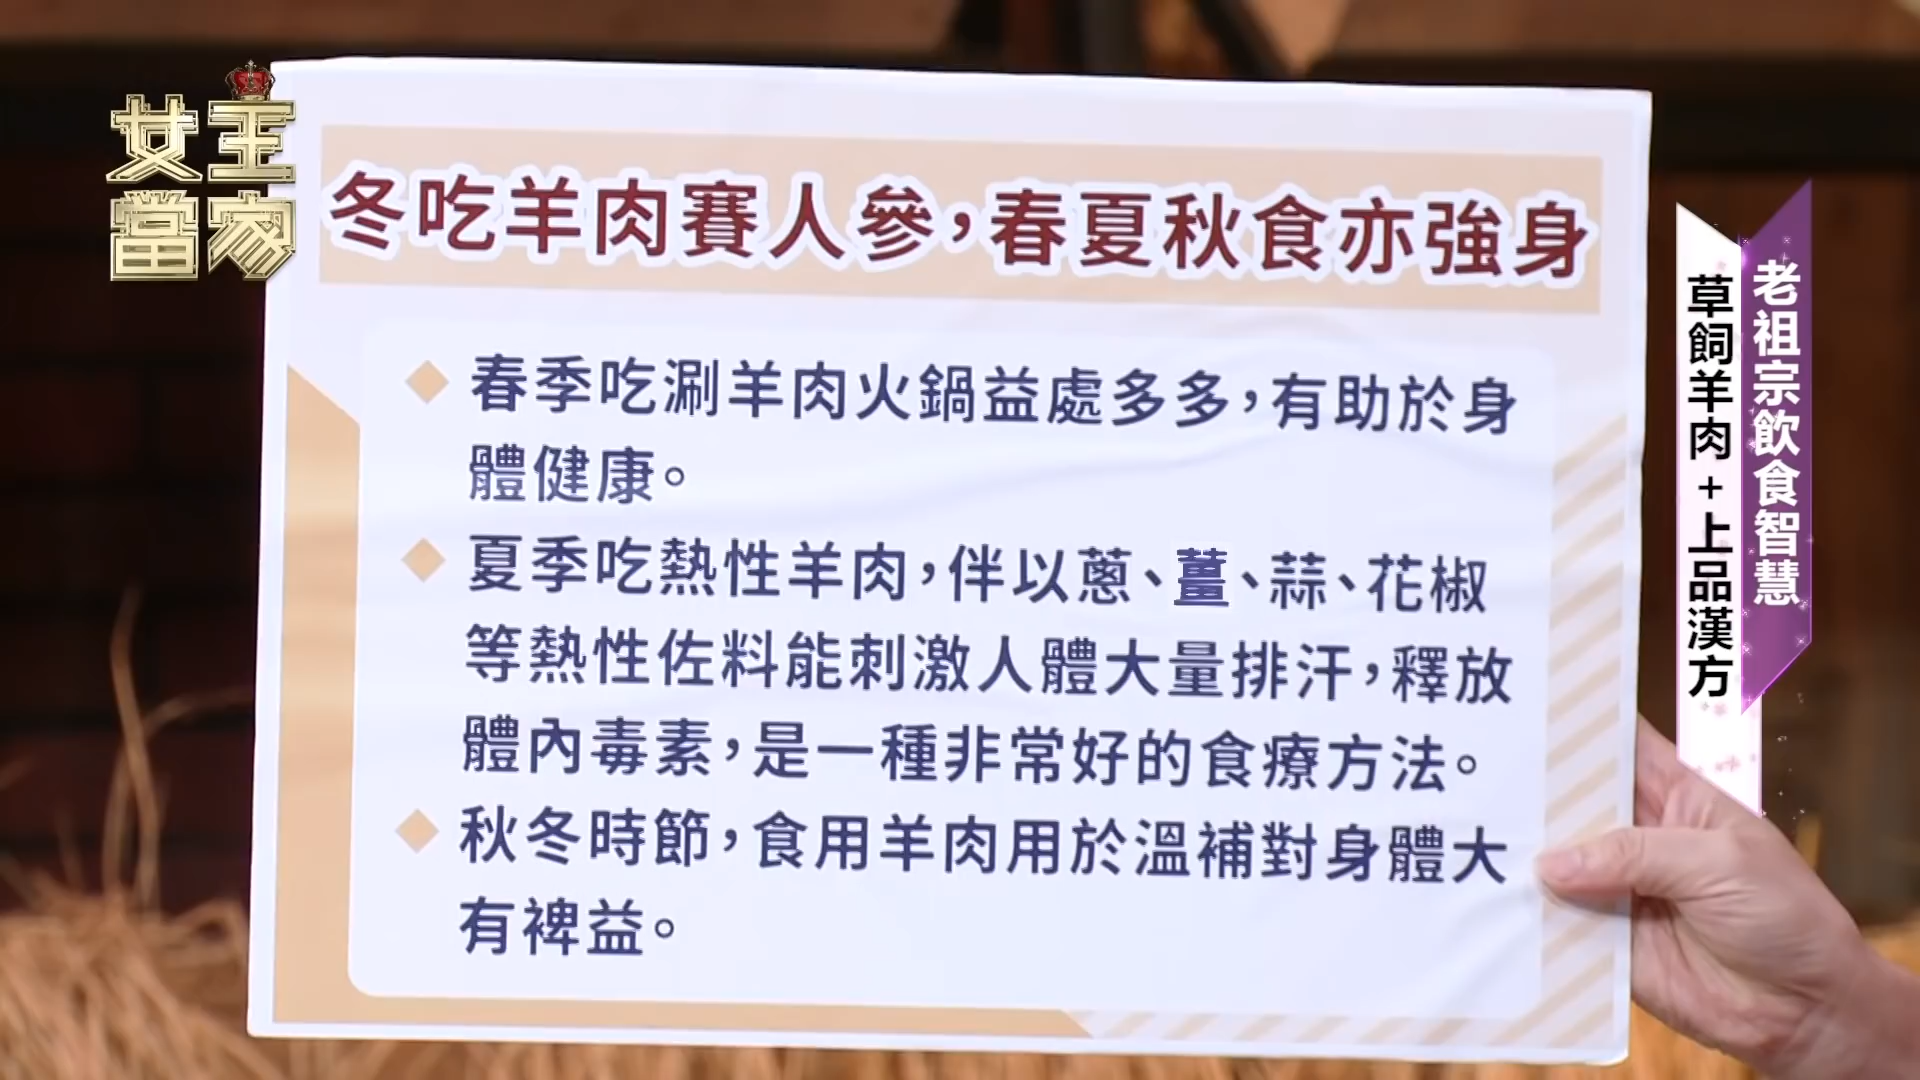 女王
當家
冬吃羊肉賽人參，春夏秋食亦強身
春季吃涮羊肉火鍋益處多多，有助於身
體健康。
夏季吃熱性羊肉，伴以蔥、薑、蒜、花椒
等熱性佐料能刺激人體大量排汗，釋放
體內毒素，是一種非常好的食療方法。
秋冬時節，食用羊肉用於溫補對身體大
有裨益。
老祖宗飲食智慧
草飼羊肉+上品漢方